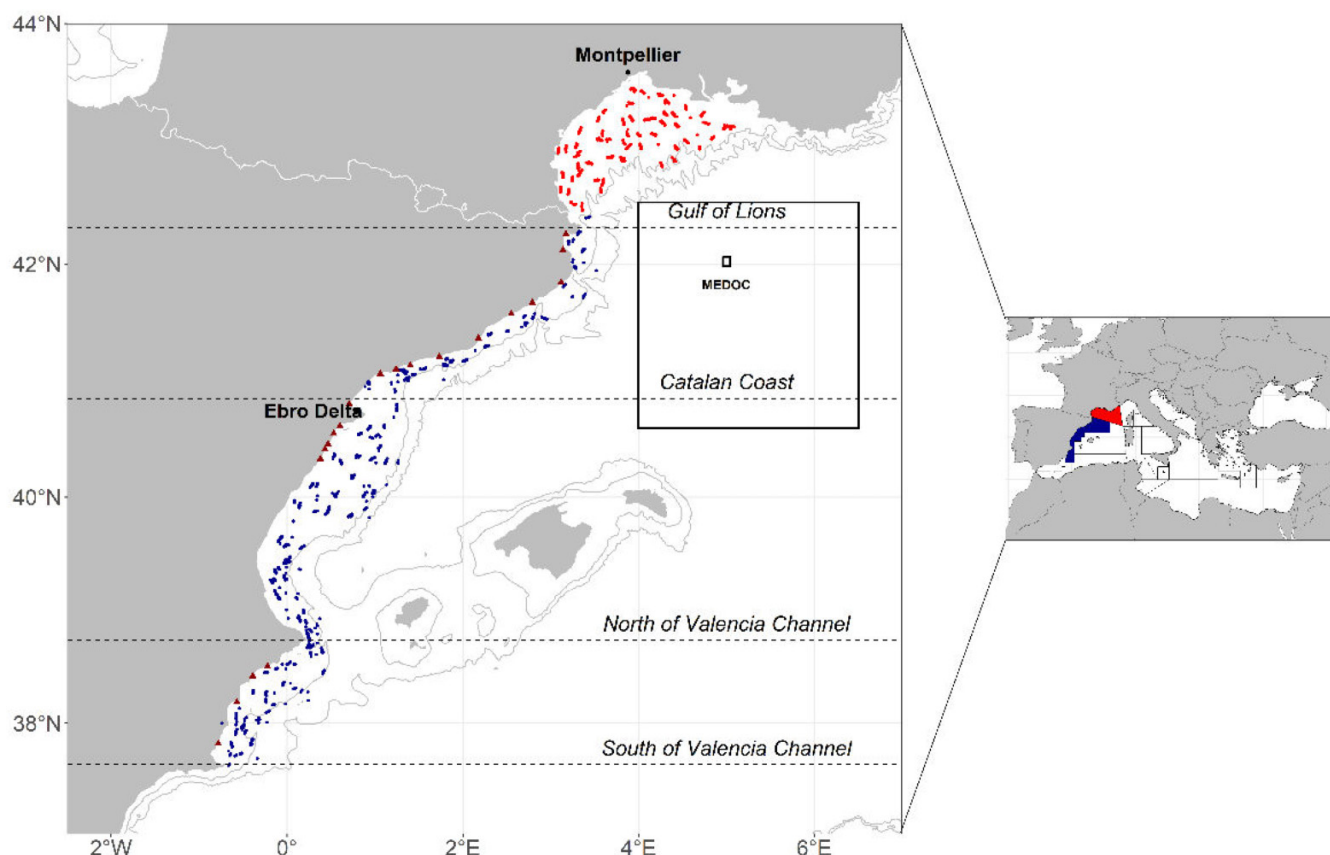 44°N
Montpellier
Gulf of Lions
42°N
MEDOC
Catalan Coast
Ebro Delta
40°N
North of Valencia Channel
38°N
South of Valencia Channel
2°W
0°
2°E
4°E
6°E